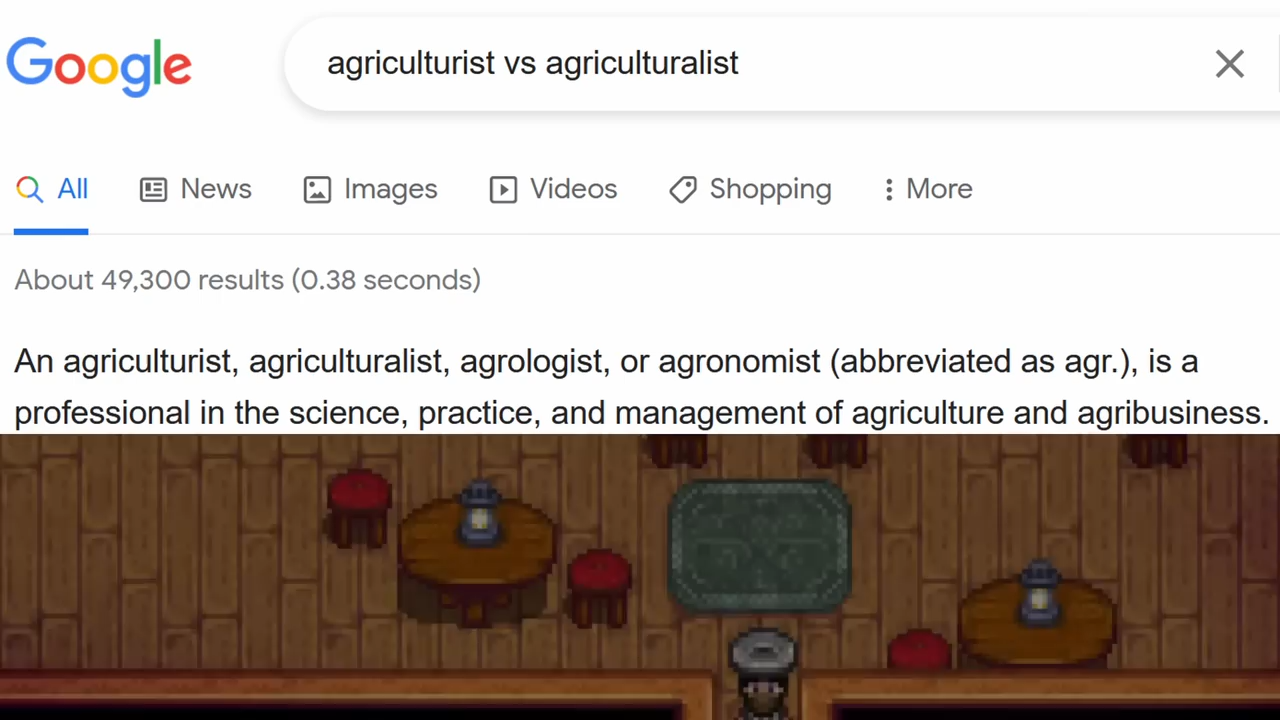 Google
agriculturist vs agriculturalist
All News Images Videos Shopping More
About 49,300 results (0.38 seconds)
An agriculturist, agriculturalist, agrologist, or agronomist (abbreviated as agr.), is a
professional in the science, practice, and management of agriculture and agribusiness.